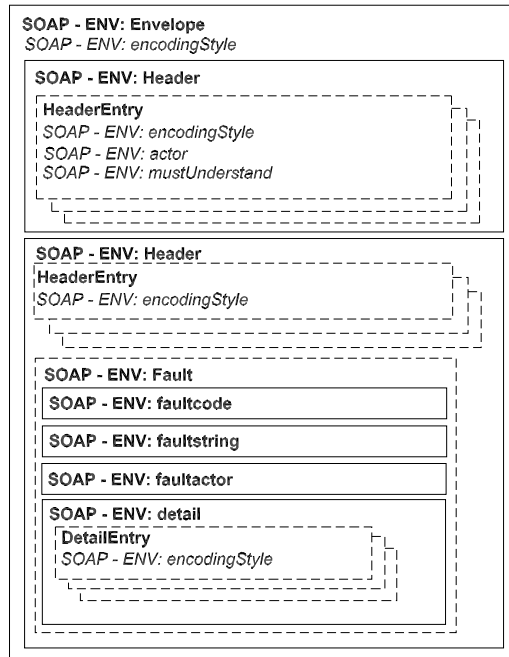 SOAP - ENV: Envelope
SOAP - ENV: encodingStyle
SOAP - ENV: Header
HeaderEntry
SOAP - ENV: encodingStyle
SOAP - ENV: actor
SOAP - ENV: mustUnderstand
SOAP - ENV: Header
HeaderEntry
SOAP - ENV: encodingStyle
SOAP - ENV: Fault
SOAP - ENV: faultcode
SOAP - ENV: faultstring
SOAP - ENV: faultactor
SOAP - ENV: detail
DetailEntry
SOAP - ENV: encodingStyle